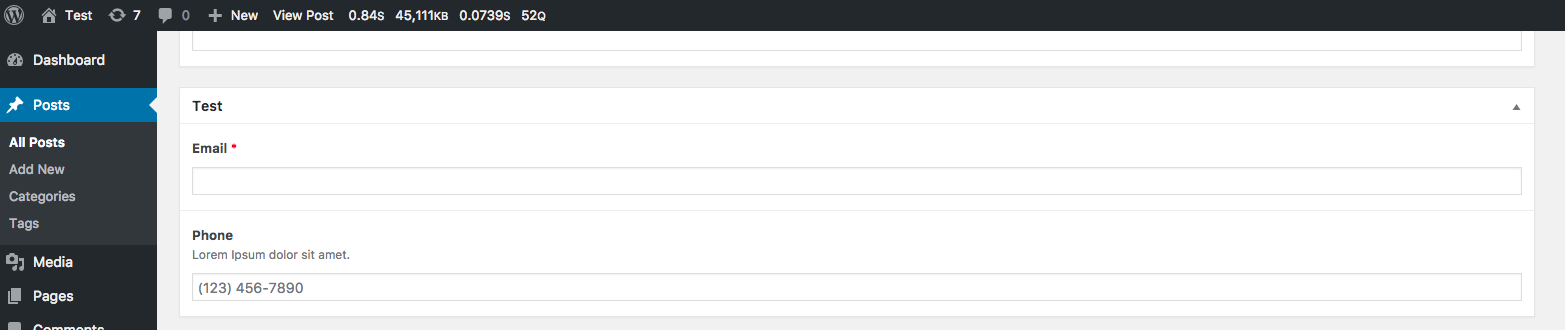 Test 7 0 New View Post 0.84S 45,111KB 0.0739S 52Q
Dashboard
Posts
All Posts
Add New
Categories
Tags
Media
Pages
Comments
Test
Email *
Phone
Lorem Ipsum dolor sit amet.
(123) 456-7890